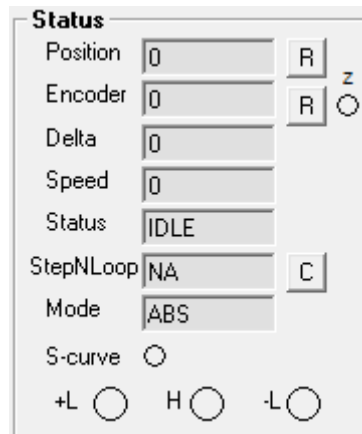 Status
Position 0 R
Z
Encoder 0 R
Delta 0
Speed 0
Status IDLE
StepNLoop NA C
Mode ABS
S-curve
+L H -L